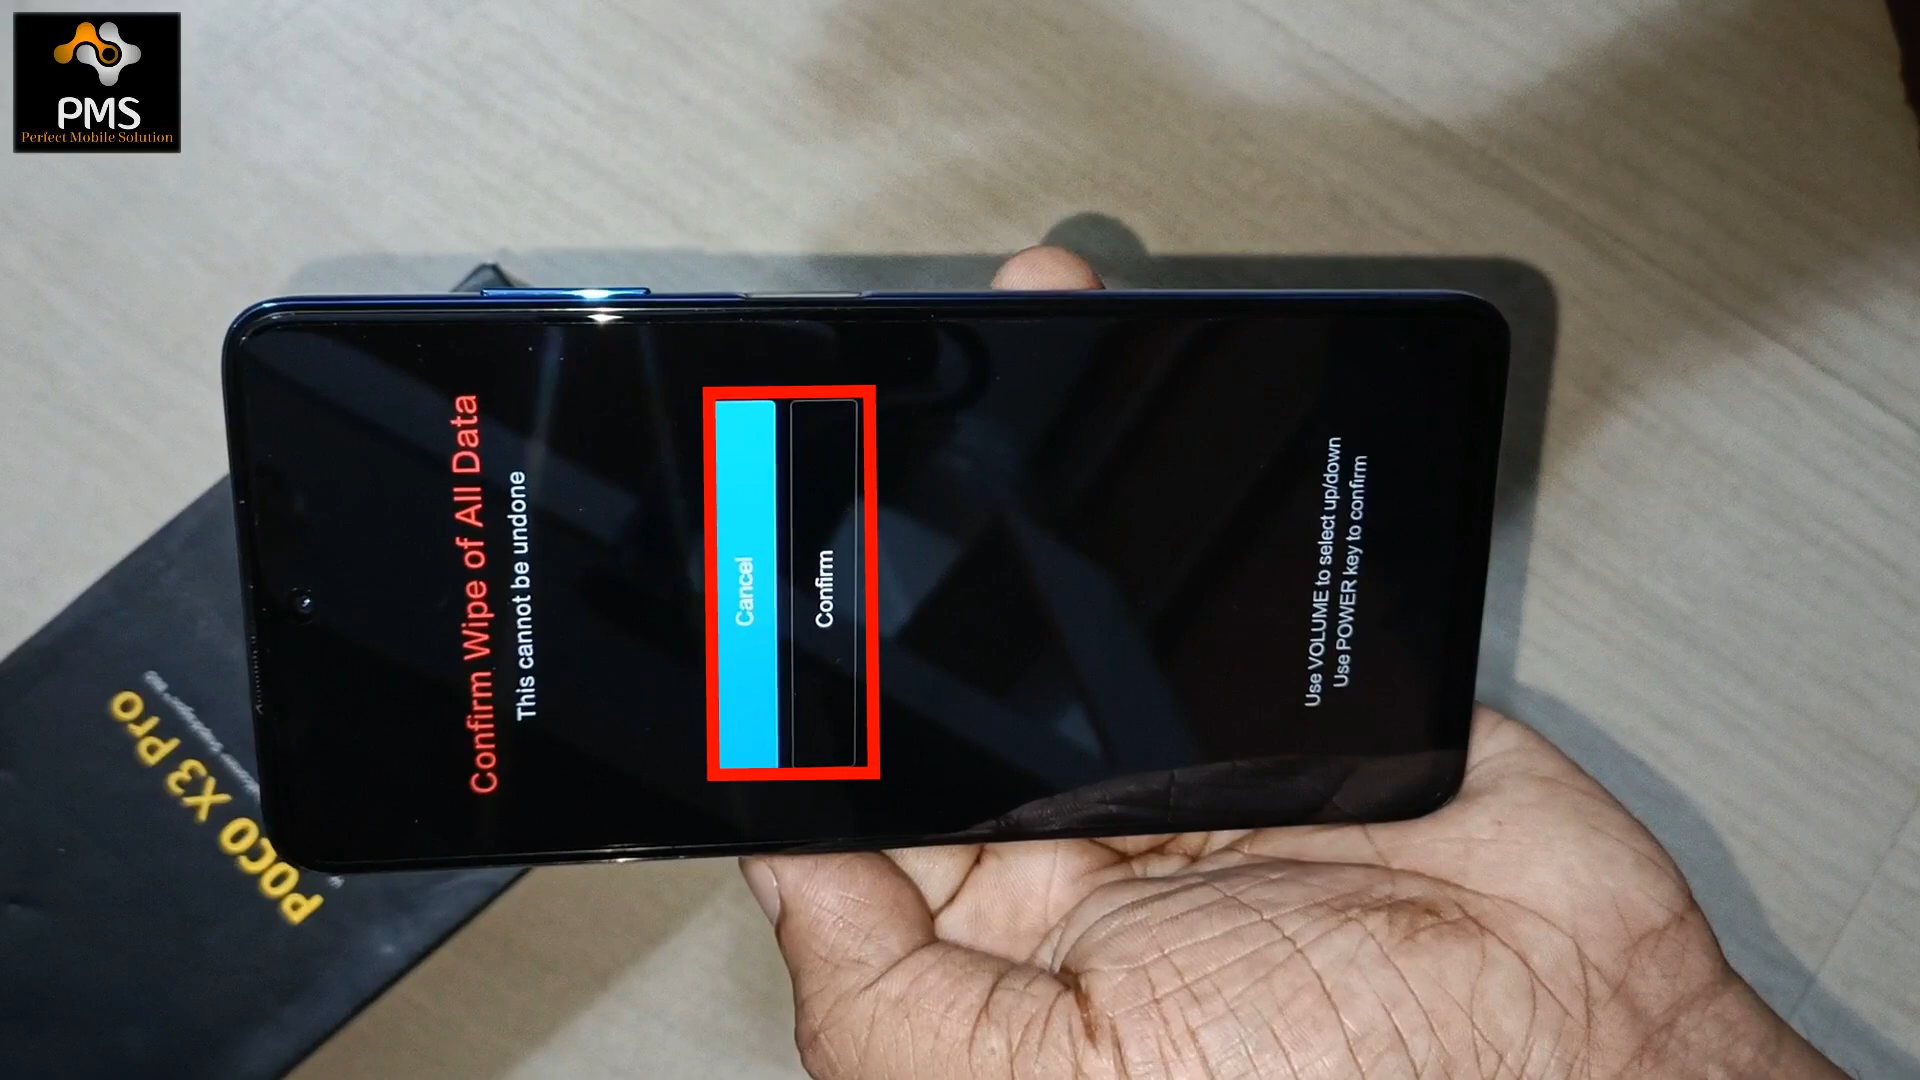 PMS
Perfect Mobile Solution
Confirm Wipe of All Data
This cannot be undone
Cancel
Confirm
Use VOLUME to select up/down
Use POWER key to confirm
POCO X3 Pro